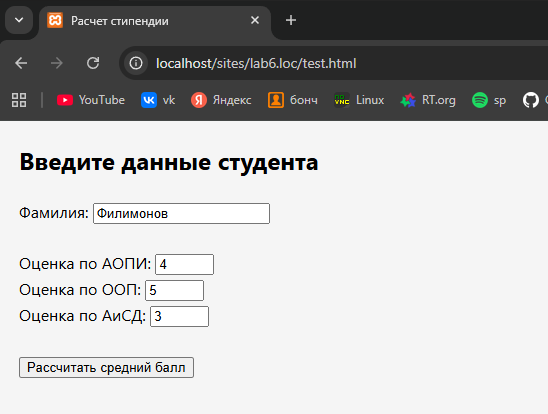 Расчет стипендии
localhost/sites/lab6.loc/test.html
YouTube vk Яндекс бонч Linux RT.org sp
Введите данные студента
Фамилия: Филимонов
Оценка по АОПИ: 4
Оценка по ООП: 5
Оценка по АиСД: 3
Рассчитать средний балл